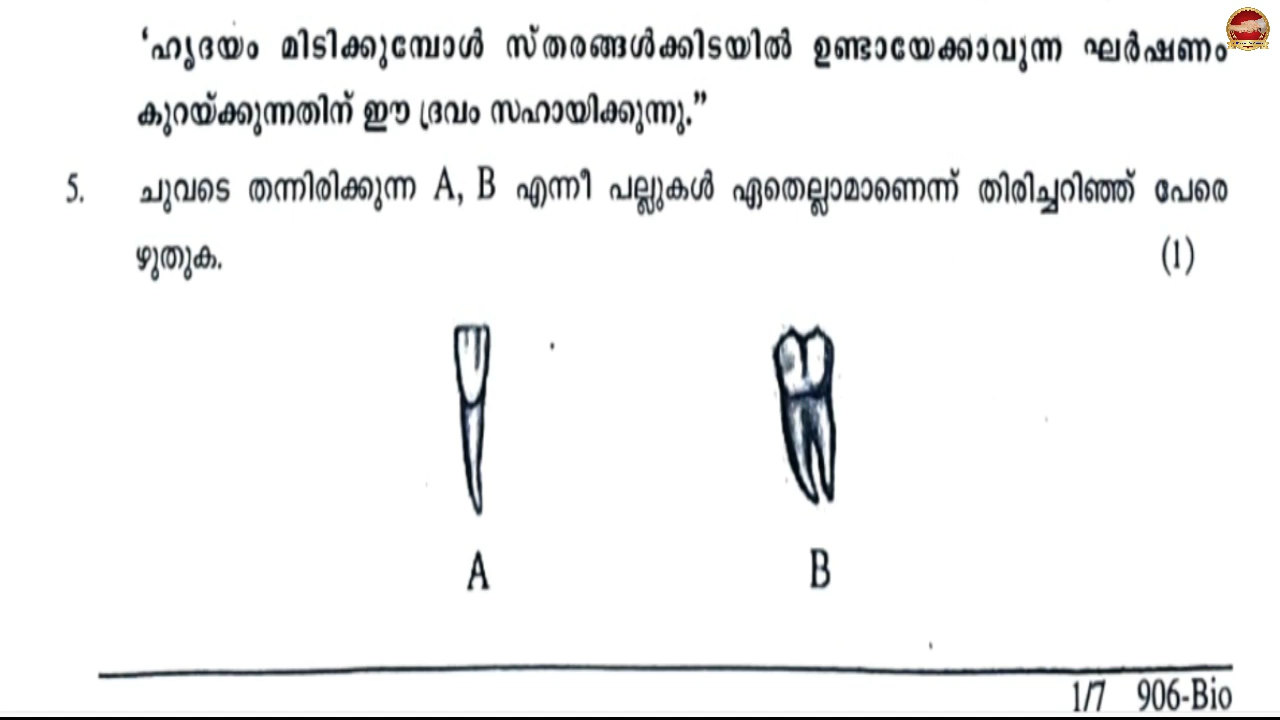 ‘ഹൃദയം മിടിക്കുമ്പോൾ സ്തരങ്ങൾക്കിടയിൽ ഉണ്ടായേക്കാവുന്ന ഘർഷണം
കുറയ്ക്കുന്നതിന് ഈ ദ്രവം സഹായിക്കുന്നു.”
5. ചുവടെ തന്നിരിക്കുന്ന A, B എന്നീ പല്ലുകൾ ഏതെല്ലാമാണെന്ന് തിരിച്ചറിഞ്ഞ് പേരെ
ഴുതുക. (1)
A B
1/7 906-Bio